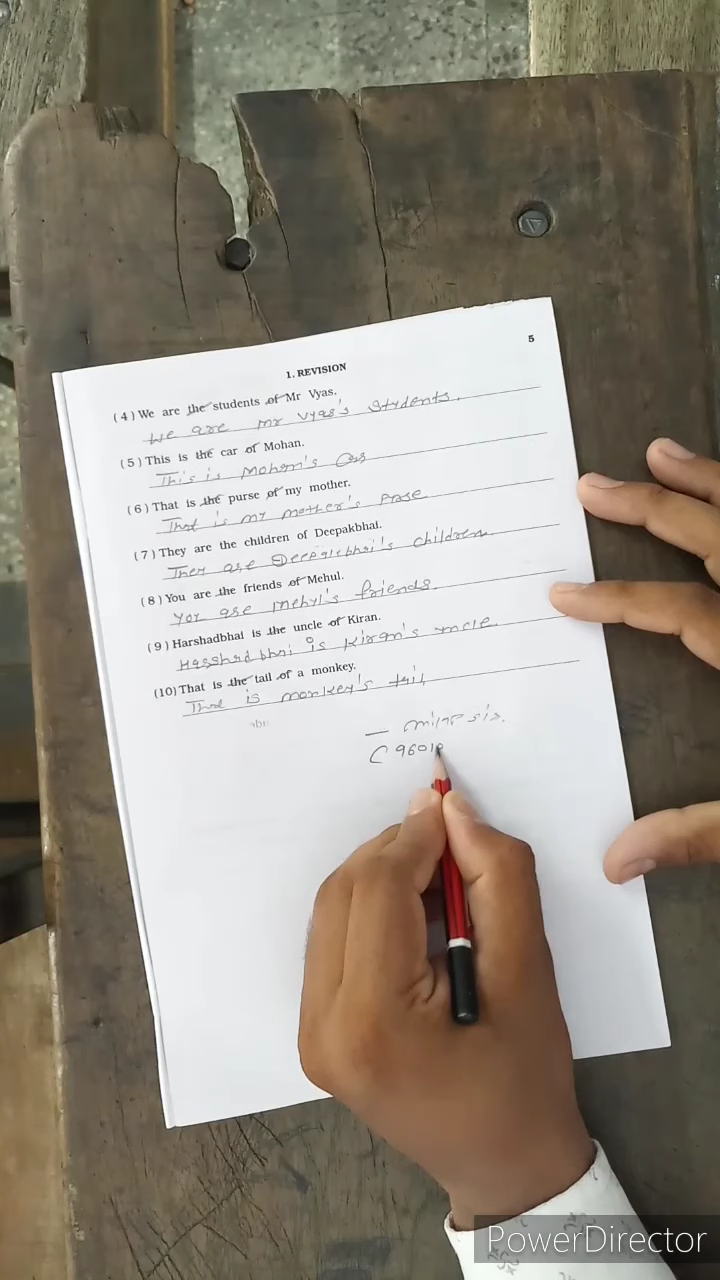 5
1. REVISION
(4) We are the students of Mr Vyas.
We are mr vyas's students.
(5) This is the car of Mohan.
This is Mohan's Car
(6) That is the purse of my mother.
That is my mother's
(7) They are the children of Deepakbhai.
They are Deepakbhai's children
(8) You are the friends of Mehul.
You are Mehul's friends.
(9) Harshadbhai is the uncle of Kiran.
Harshadbhai is Kiran's uncle
(10) That is the tail of a monkey.
That is monkey's tail
(9601
PowerDirector